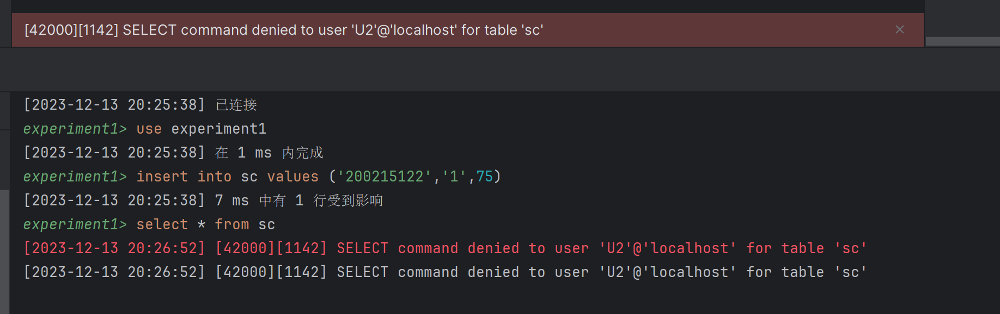 [42000][1142] SELECT command denied to user 'U2'@'localhost' for table 'sc'
[2023-12-13 20:25:38] 已连接
experiment1> use experiment1
[2023-12-13 20:25:38] 在 1 ms 内完成
experiment1> insert into sc values ('200215122','1',75)
[2023-12-13 20:25:38] 7 ms 中有 1 行受到影响
experiment1> select * from sc
[2023-12-13 20:26:52] [42000][1142] SELECT command denied to user 'U2'@'localhost' for table 'sc'
[2023-12-13 20:26:52] [42000][1142] SELECT command denied to user 'U2'@'localhost' for table 'sc'